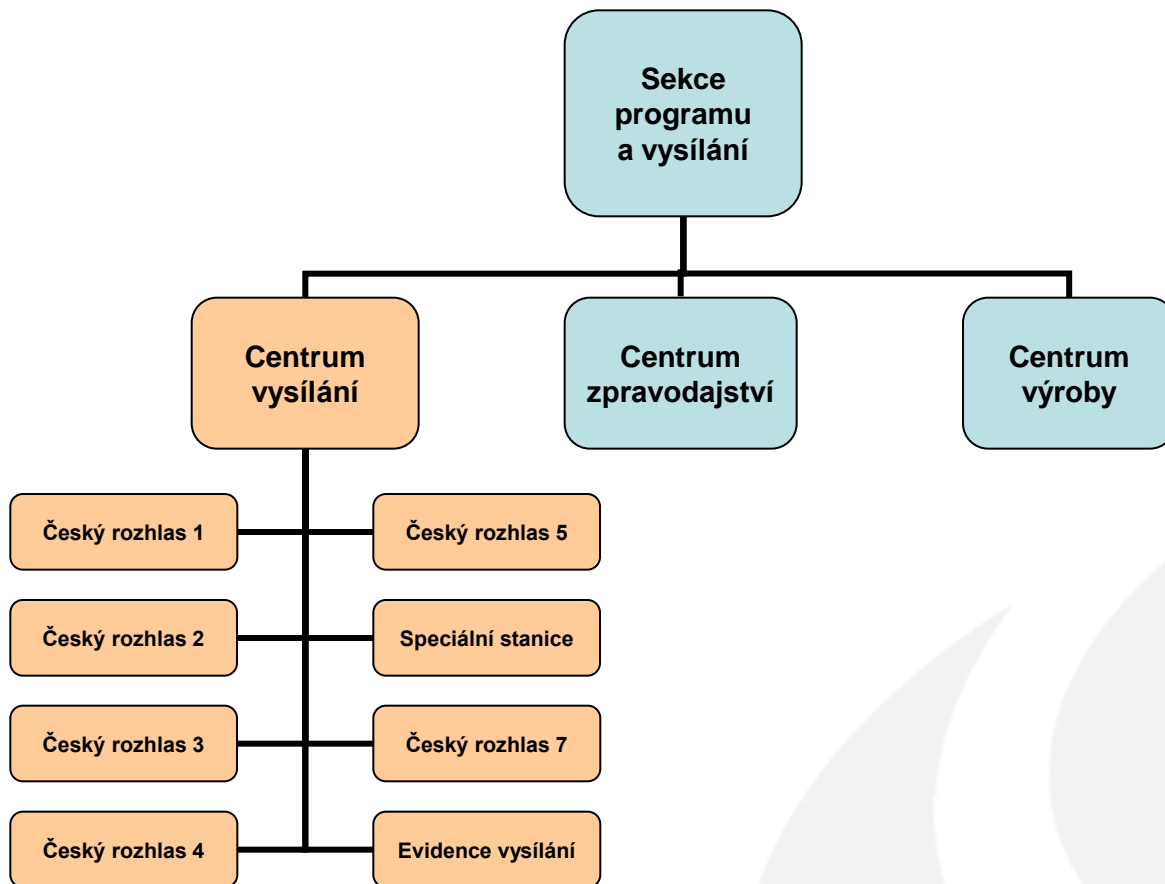 Sekce
programu
a vysílání
Centrum
vysílání
Centrum
zpravodajství
Centrum
výroby
Český rozhlas 1
Český rozhlas 5
Český rozhlas 2
Speciální stanice
Český rozhlas 3
Český rozhlas 7
Český rozhlas 4
Evidence vysílání